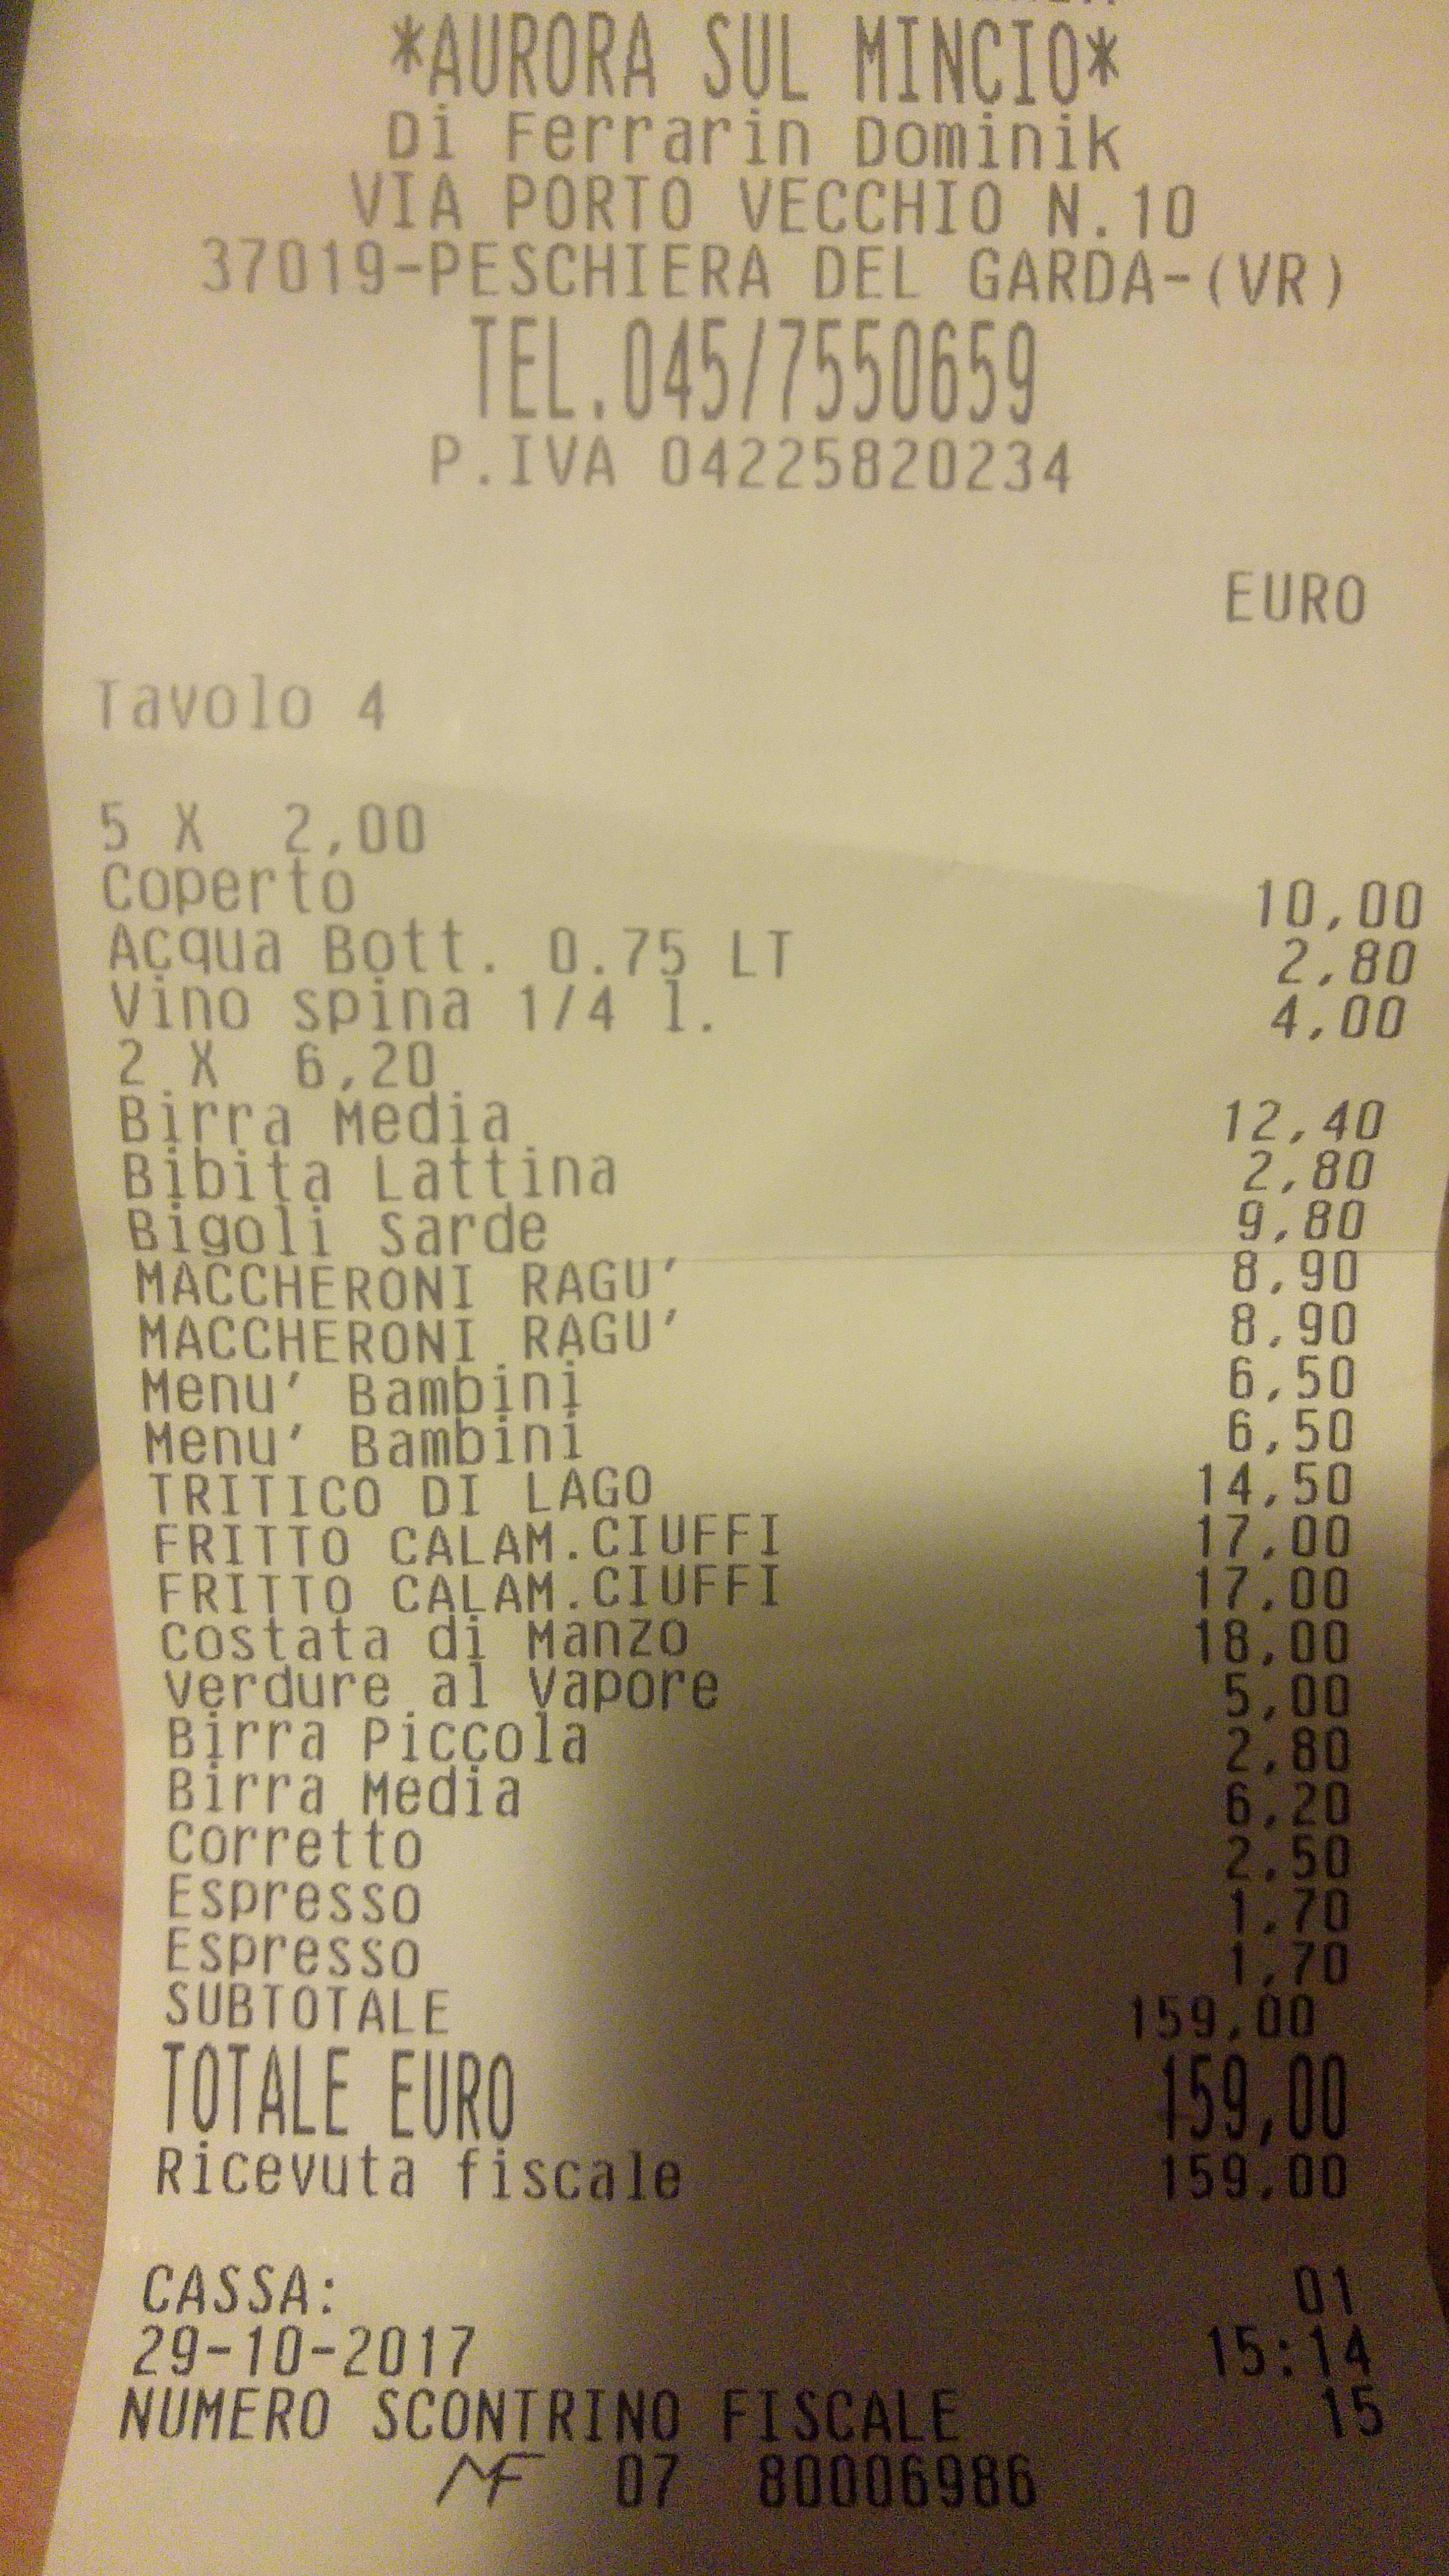 *AURORA SUL MINCIO*
Di Ferrarin Dominik
VIA PORTO VECCHIO N.10
37019-PESCHIERA DEL GARDA-(VR)
TEL.045/7550659
P.IVA 04225820234
EURO
Tavolo 4
5 X 2,00
Coperto 10,00
Acqua Bott. 0.75 LT 2,80
Vino spina 1/4 l. 4,00
2 X 6,20
Birra Media 12,40
Bibita Lattina 2,80
Bigoli Sarde 9,80
MACCHERONI RAGU' 8,90
MACCHERONI RAGU' 8,90
Menu' Bambini 6,50
Menu' Bambini 6,50
TRITICO DI LAGO 14,50
FRITTO CALAM.CIUFFI 17,00
FRITTO CALAM.CIUFFI 17,00
Costata di Manzo 18,00
Verdure al Vapore 5,00
Birra Piccola 2,80
Birra Media 6,20
Corretto 2,50
Espresso 1,70
Espresso 1,70
SUBTOTALE 159,00
TOTALE EURO 159,00
Ricevuta fiscale 159,00
CASSA: 01
29-10-2017 15:14
NUMERO SCONTRINO FISCALE 15
MF 07 80006986